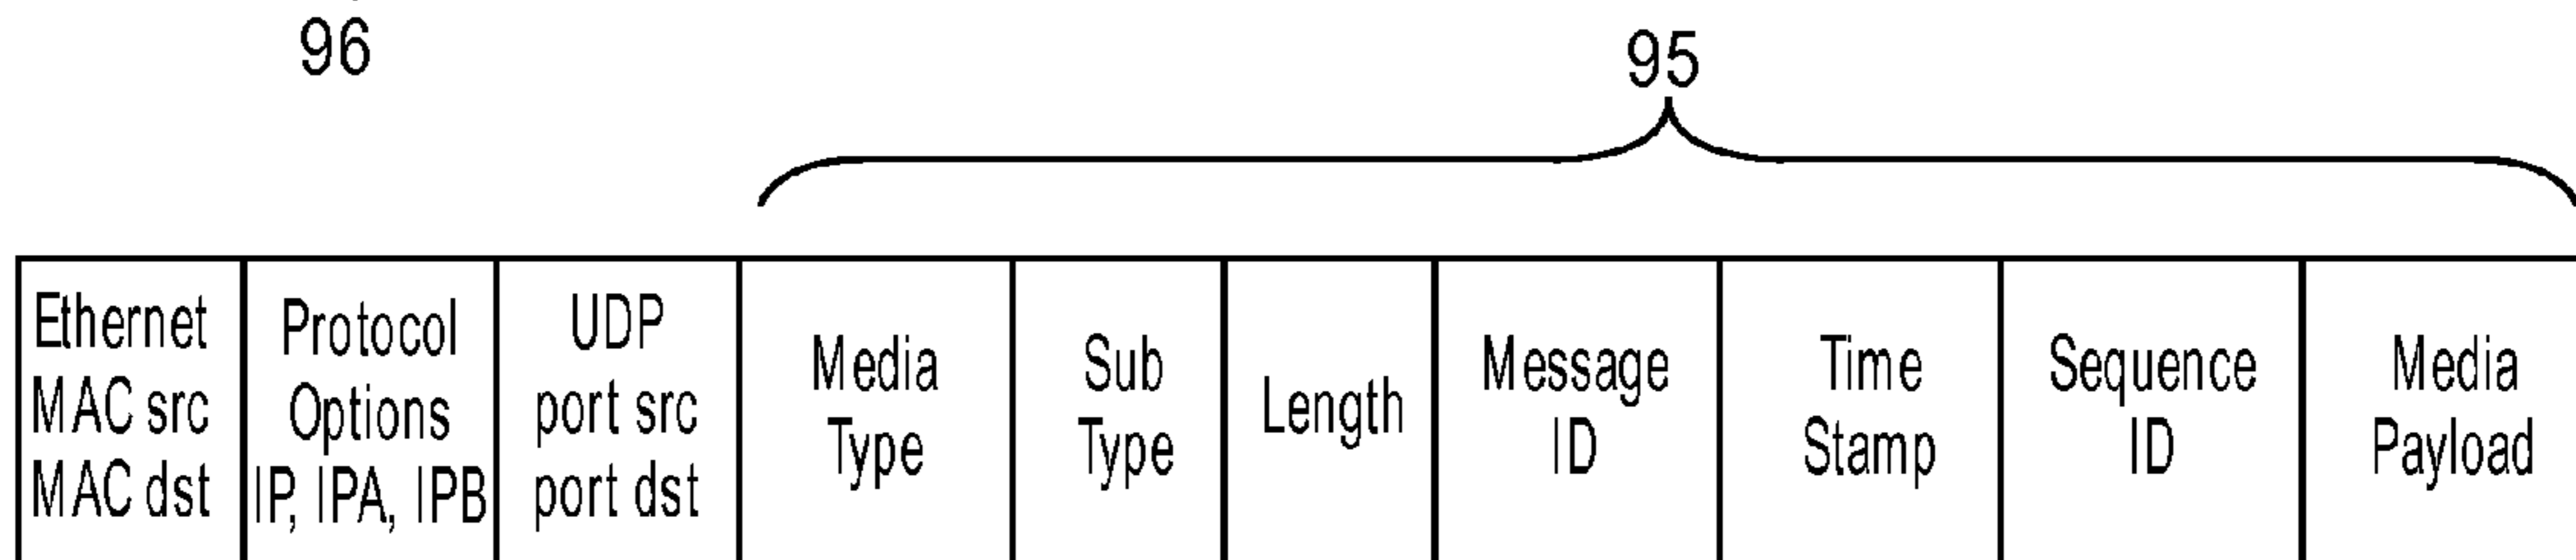 96
95
Ethernet
MAC src
MAC dst
Protocol
Options
IP, IPA, IPB
UDP
port src
port dst
Media
Type
Sub
Type
Length
Message
ID
Time
Stamp
Sequence
ID
Media
Payload